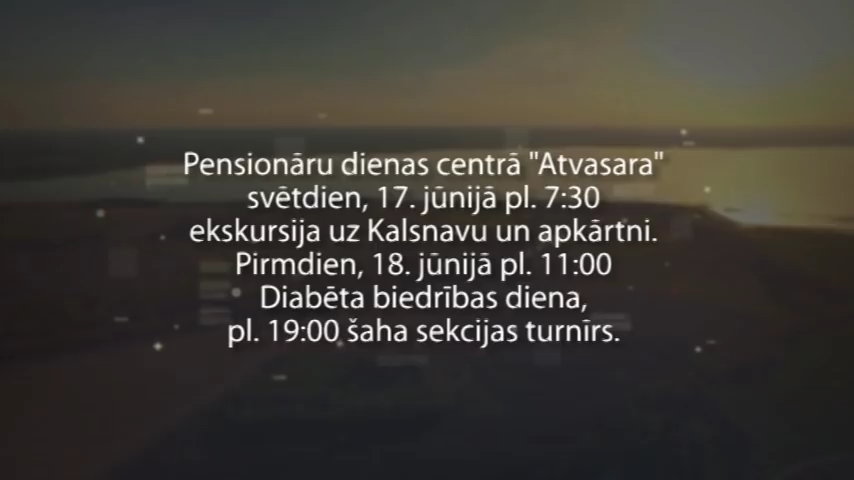 Pensionāru dienas centrā "Atvasara"
svētdien, 17. jūnijā pl. 7:30
ekskursija uz Kalsnavu un apkārtni.
Pirmdien, 18. jūnijā pl. 11:00
Diabēta biedrības diena,
pl. 19:00 šaha sekcijas turnīrs.